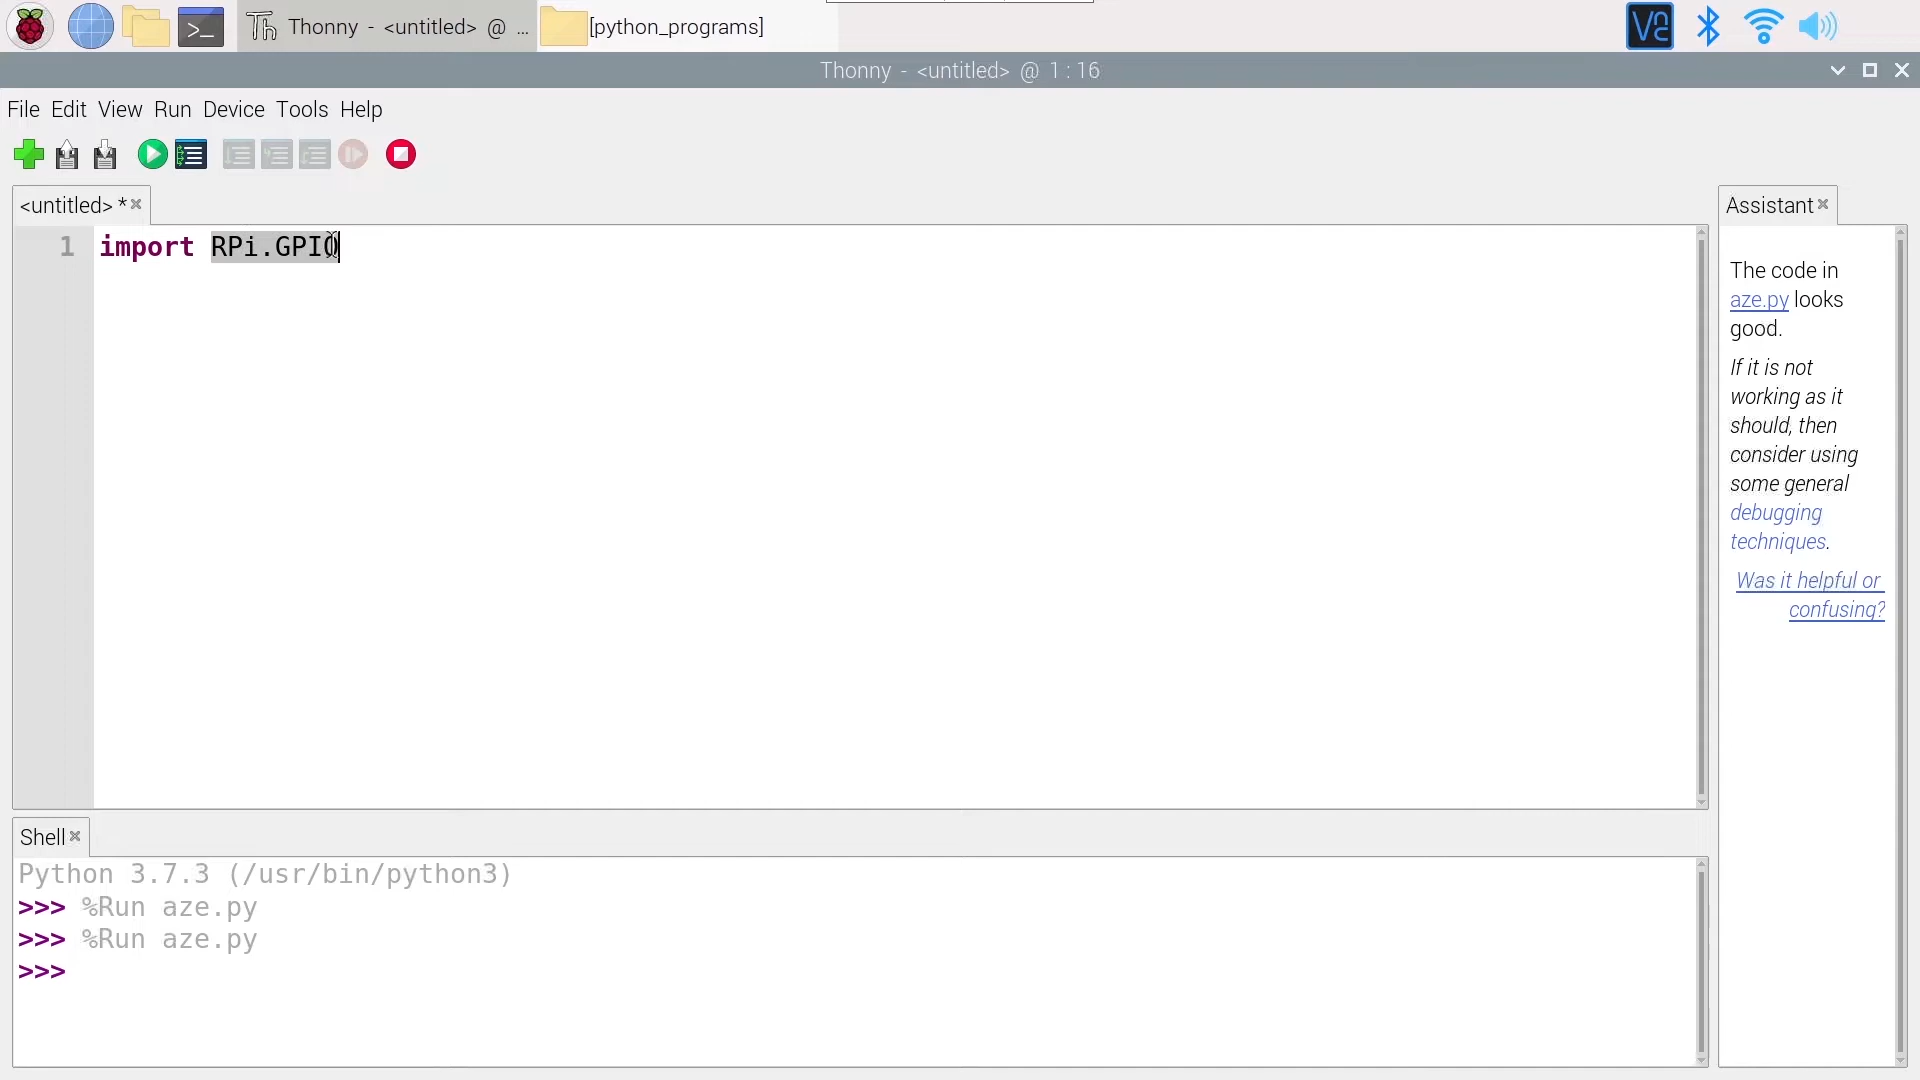 Thonny - <untitled> @ ...
[python_programs]
Thonny - <untitled> @ 1 : 16
File Edit View Run Device Tools Help
<untitled> *
Assistant
1
import RPi.GPIO
The code in
aze.py looks
good.
If it is not
working as it
should, then
consider using
some general
debugging
techniques.
Was it helpful or
confusing?
Shell
Python 3.7.3 (/usr/bin/python3)
>>> %Run aze.py
>>> %Run aze.py
>>>